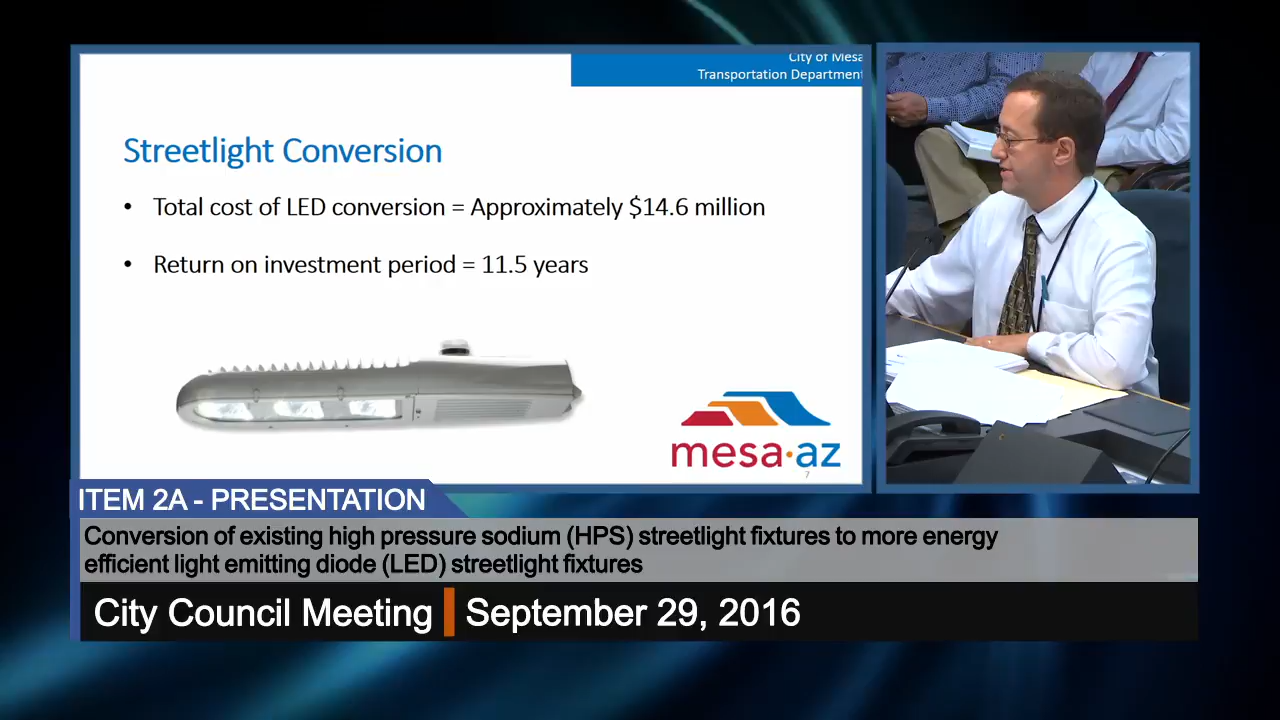 City of Mesa
Transportation Department
Streetlight Conversion
• Total cost of LED conversion = Approximately $14.6 million
• Return on investment period = 11.5 years
mesa·az
7
ITEM 2A - PRESENTATION
Conversion of existing high pressure sodium (HPS) streetlight fixtures to more energy
efficient light emitting diode (LED) streetlight fixtures
City Council Meeting September 29, 2016